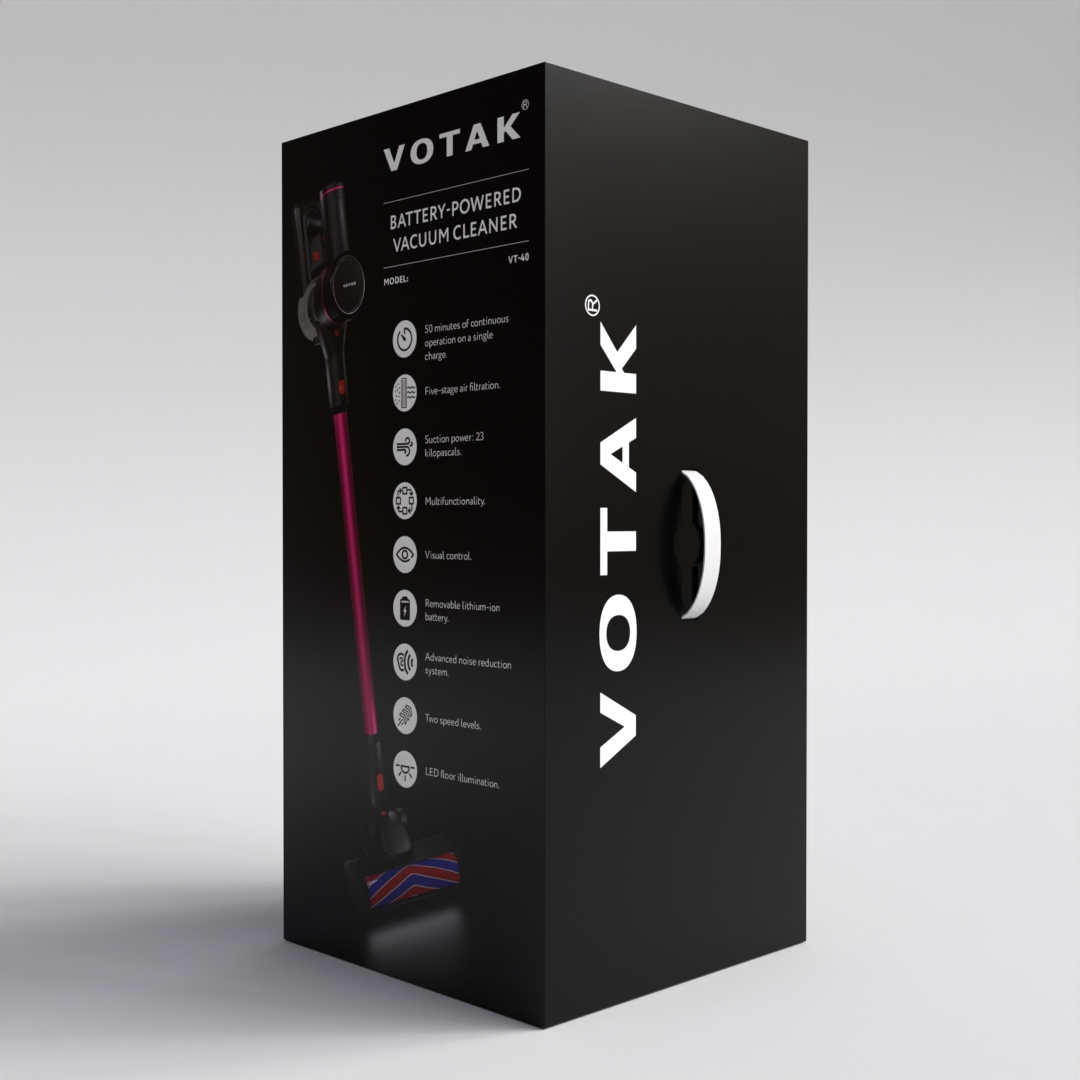 VOTAK®
BATTERY-POWERED
VACUUM CLEANER
MODEL: VT-40
VOTAK
50 minutes of continuous
operation on a single
charge.
Five-stage air filtration.
Suction power: 23
kilopascals.
Multifunctionality.
Visual control.
Removable lithium-ion
battery.
Advanced noise reduction
system.
Two speed levels.
LED floor illumination.
VOTAK®